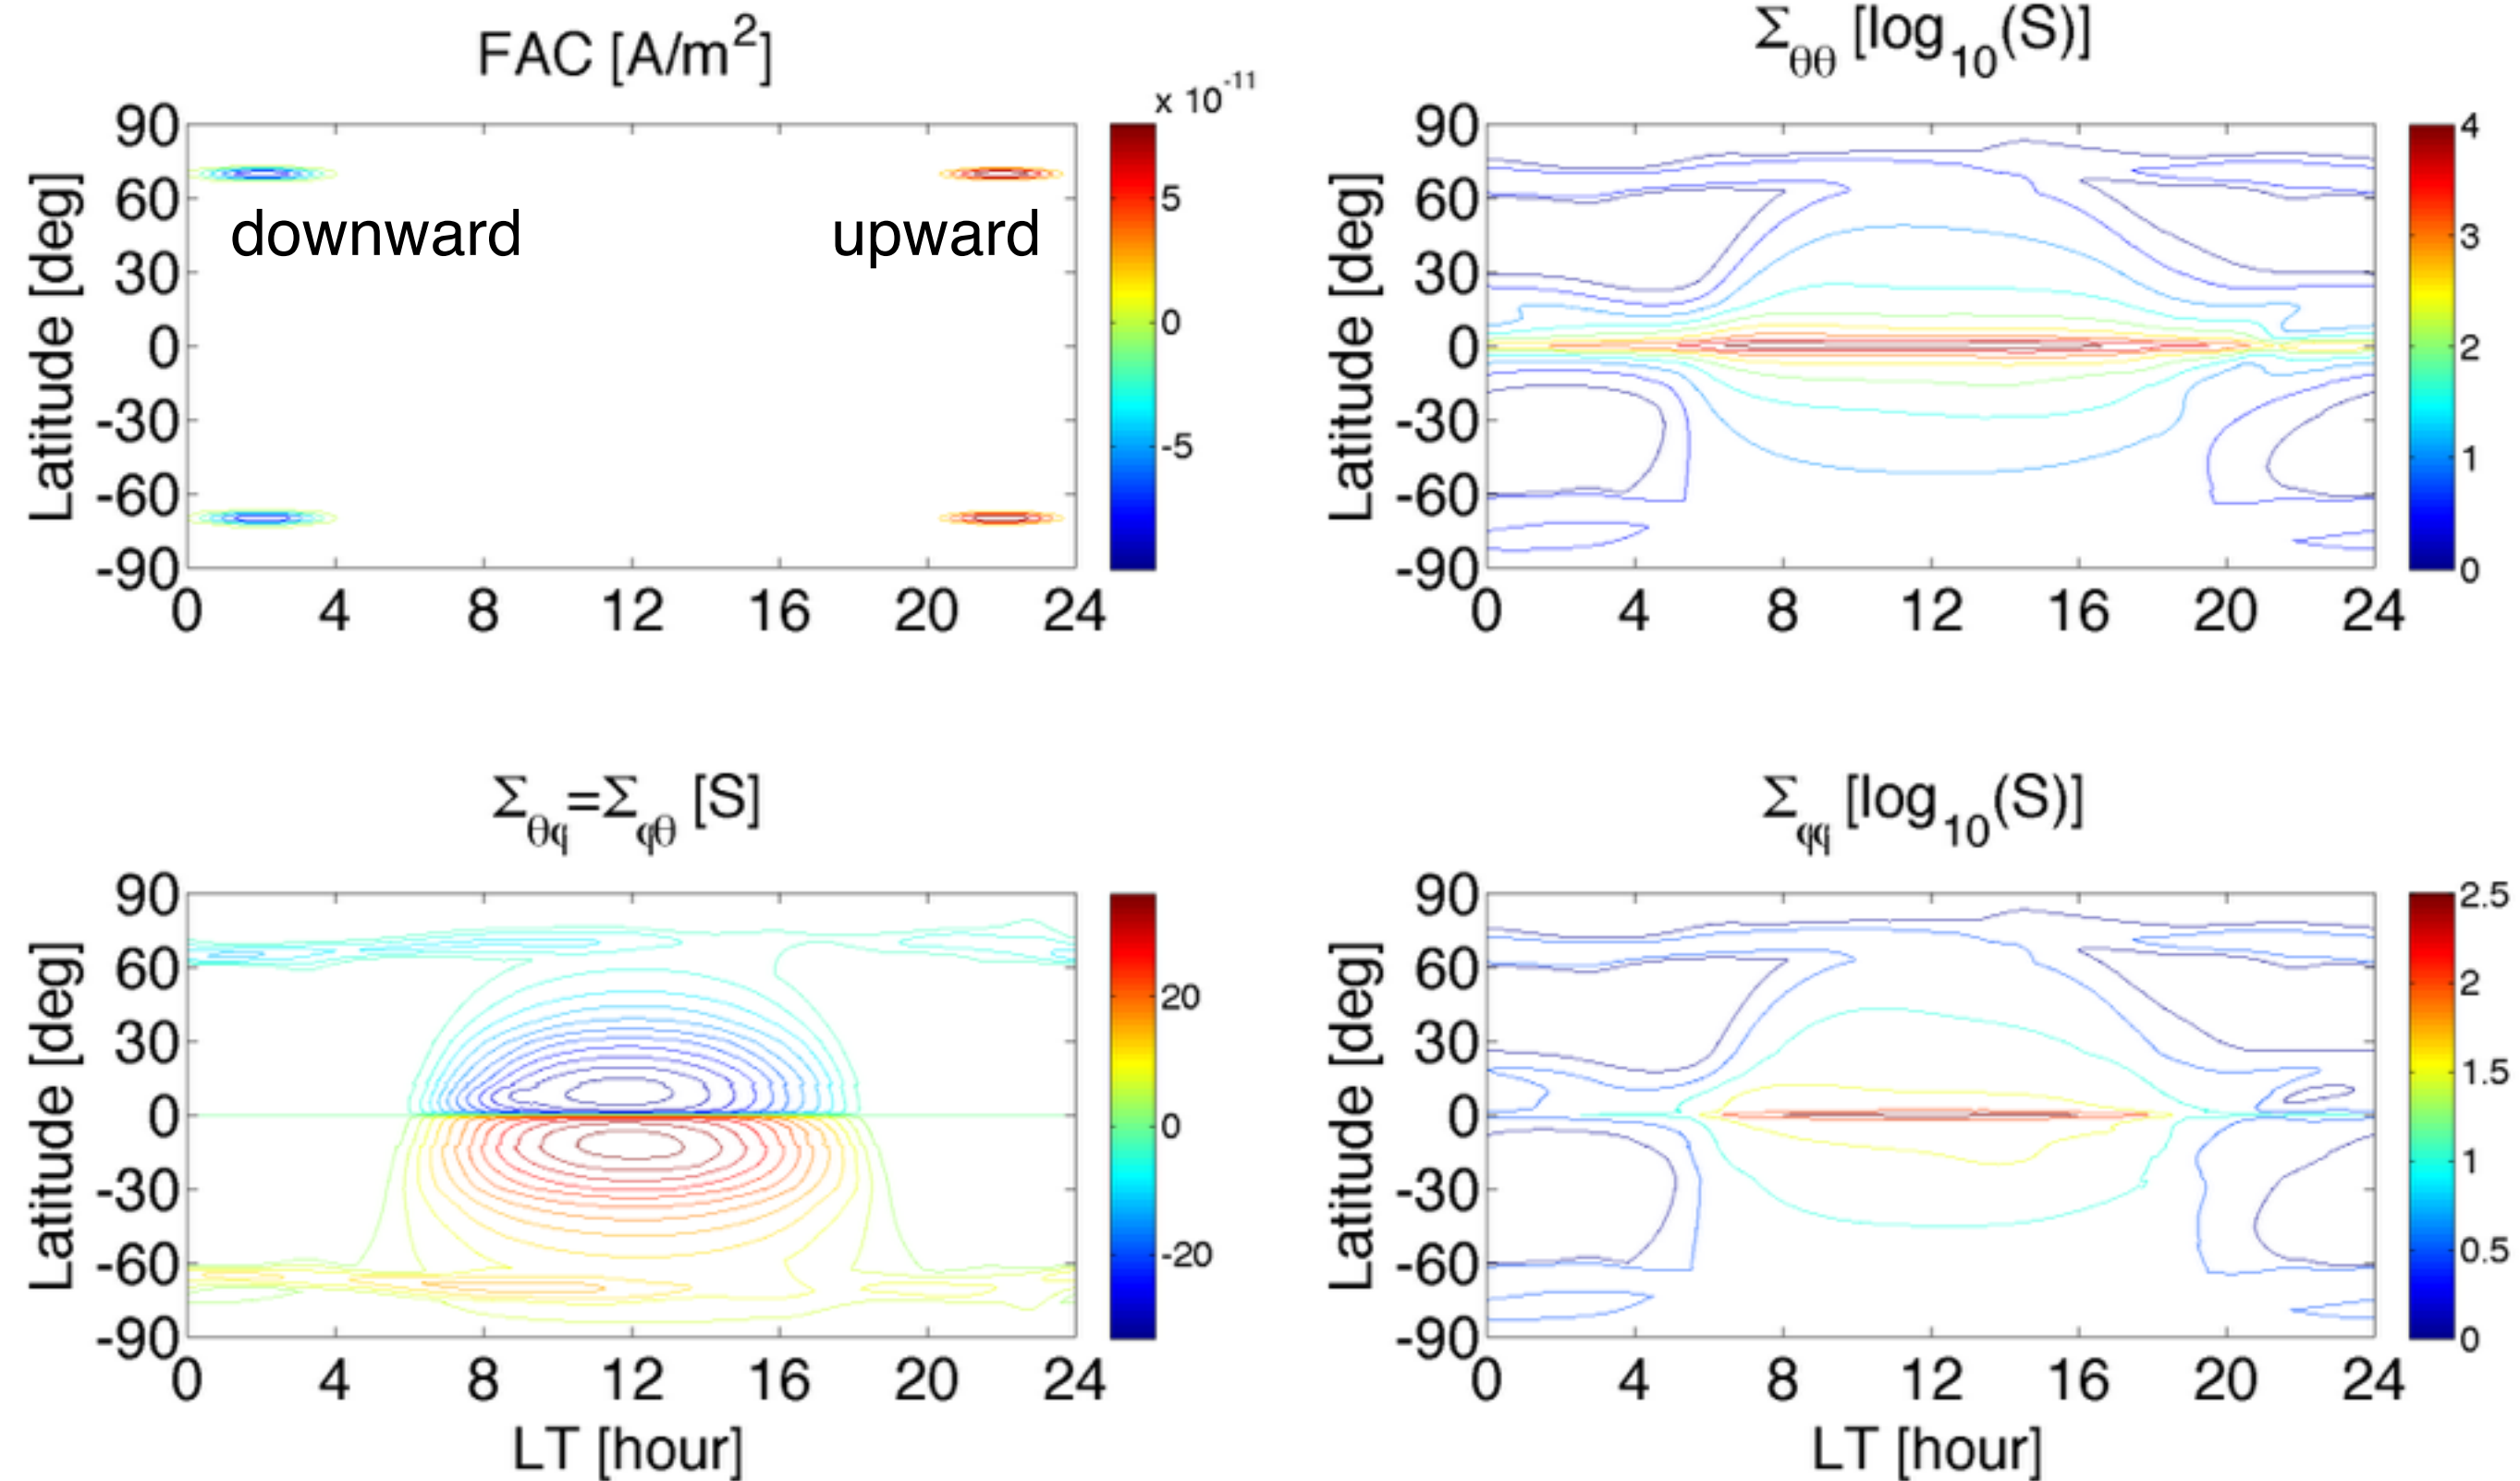 FAC [A/m²]
x 10⁻¹¹
90
60
30
0
-30
-60
-90
Latitude [deg]
downward
upward
5
0
-5
0 4 8 12 16 20 24
Σθθ [log₁₀(S)]
90
60
30
0
-30
-60
-90
Latitude [deg]
4
3
2
1
0
0 4 8 12 16 20 24
Σθφ=Σφθ [S]
90
60
30
0
-30
-60
-90
Latitude [deg]
20
0
-20
0 4 8 12 16 20 24
LT [hour]
Σφφ [log₁₀(S)]
90
60
30
0
-30
-60
-90
Latitude [deg]
2.5
2
1.5
1
0.5
0
0 4 8 12 16 20 24
LT [hour]